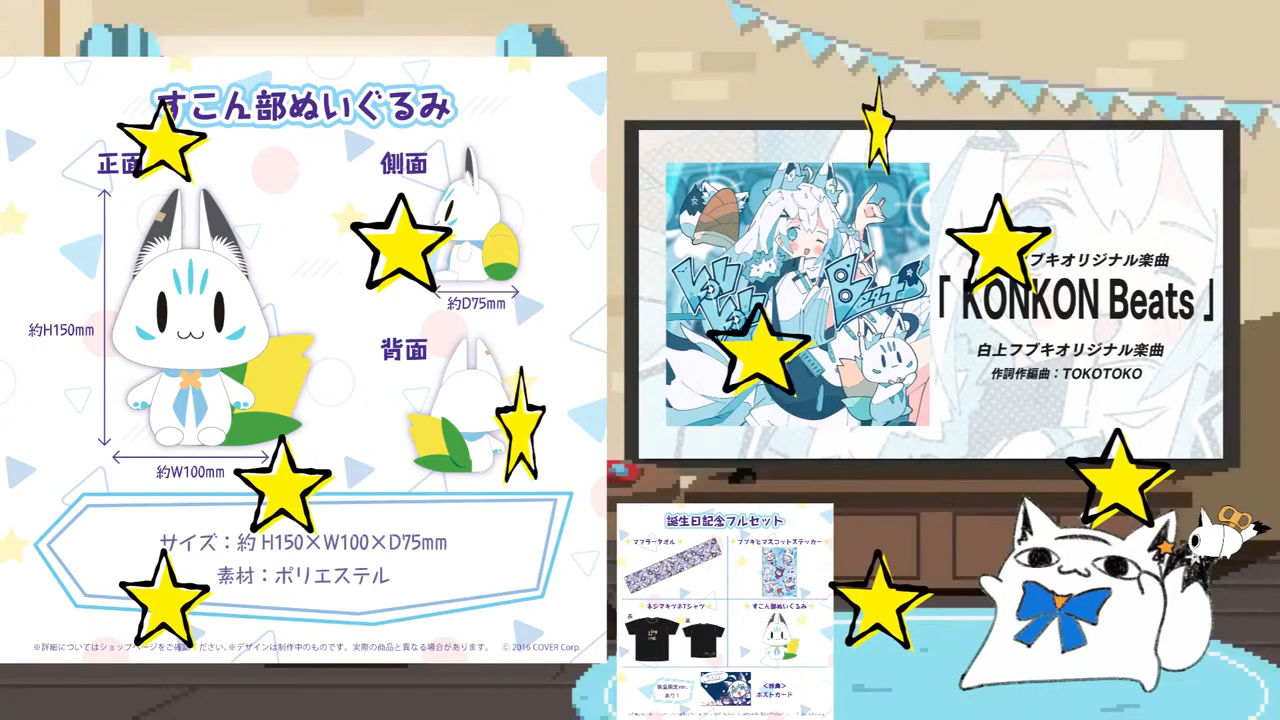 すこん部ぬいぐるみ
正面
側面
約H150mm
約D75mm
背面
約W100mm
サイズ：約 H150×W100×D75mm
素材：ポリエステル
※詳細についてはショップページをご確認ください。※デザインは制作中のものです。実際の商品と異なる場合があります。 © 2016 COVER Corp.
ブキオリジナル楽曲
「 KONKON Beats 」
白上フブキオリジナル楽曲
作詞作編曲：TOKOTOKO
誕生日記念フルセット
マフラータオル
フブキとマスコットステッカー
ネジマキツネTシャツ
すこん部ぬいぐるみ
数量限定ver.
あり！
＜特典＞
ポストカード